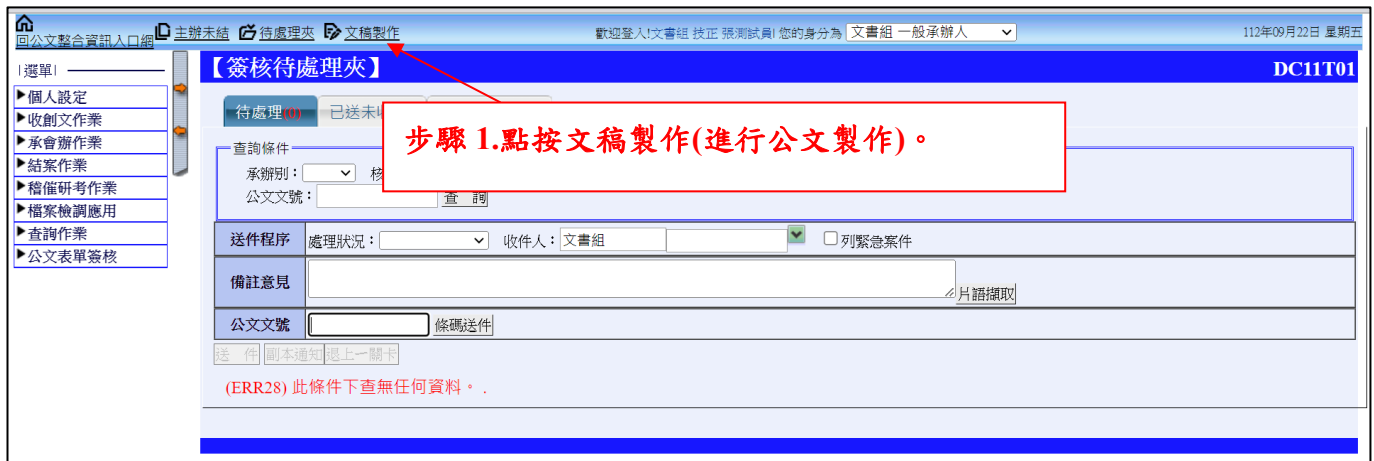 回公文整合資訊入口網 主辦未結 待處理夾 文稿製作 歡迎登入!文書組 技正 張測試員! 您的身分為 文書組 一般承辦人 112年09月22日 星期五
|選單|
個人設定
收創文作業
承會辦作業
結案作業
稽催研考作業
檔案檢調應用
查詢作業
公文表單簽核
【簽核待處理夾】 DC11T01
待處理(0) 已送未
步驟 1.點按文稿製作(進行公文製作)。
查詢條件
承辦別：
公文文號： 查 詢
送件程序 處理狀況： 收件人：文書組 列緊急案件
備註意見 片語擷取
公文文號 條碼送件
送 件 副本通知 退上一關卡
(ERR28) 此條件下查無任何資料。 .